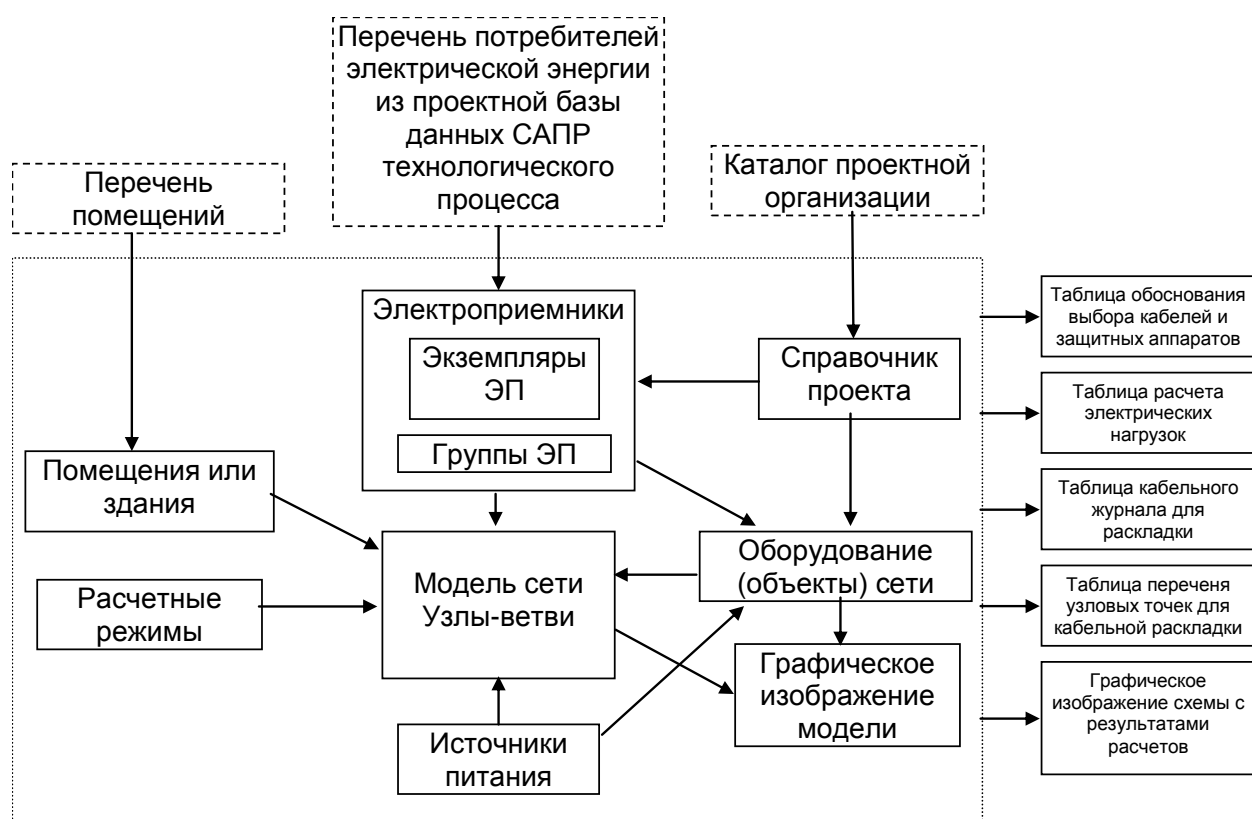 Перечень потребителей
электрической энергии
из проектной базы
данных САПР
технологического
процесса
Перечень
помещений
Каталог проектной
организации
Электроприемники
Экземпляры
ЭП
Группы ЭП
Справочник
проекта
Помещения или
здания
Расчетные
режимы
Модель сети
Узлы-ветви
Оборудование
(объекты) сети
Графическое
изображение
модели
Источники
питания
Таблица обоснования
выбора кабелей и
защитных аппаратов
Таблица расчета
электрических
нагрузок
Таблица кабельного
журнала для
раскладки
Таблица переченя
узловых точек для
кабельной раскладки
Графическое
изображение схемы с
результатами
расчетов